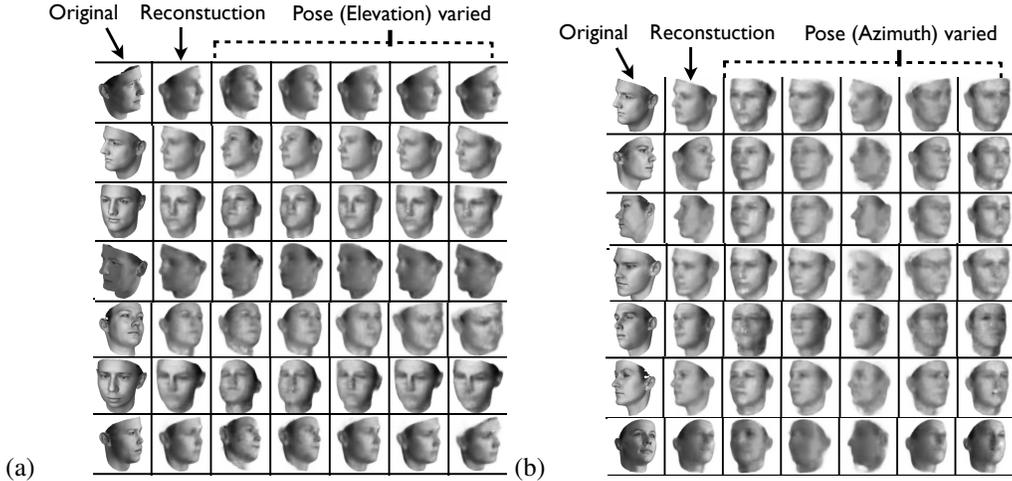 Original Reconstuction Pose (Elevation) varied
(a)
Original Reconstuction Pose (Azimuth) varied
(b)